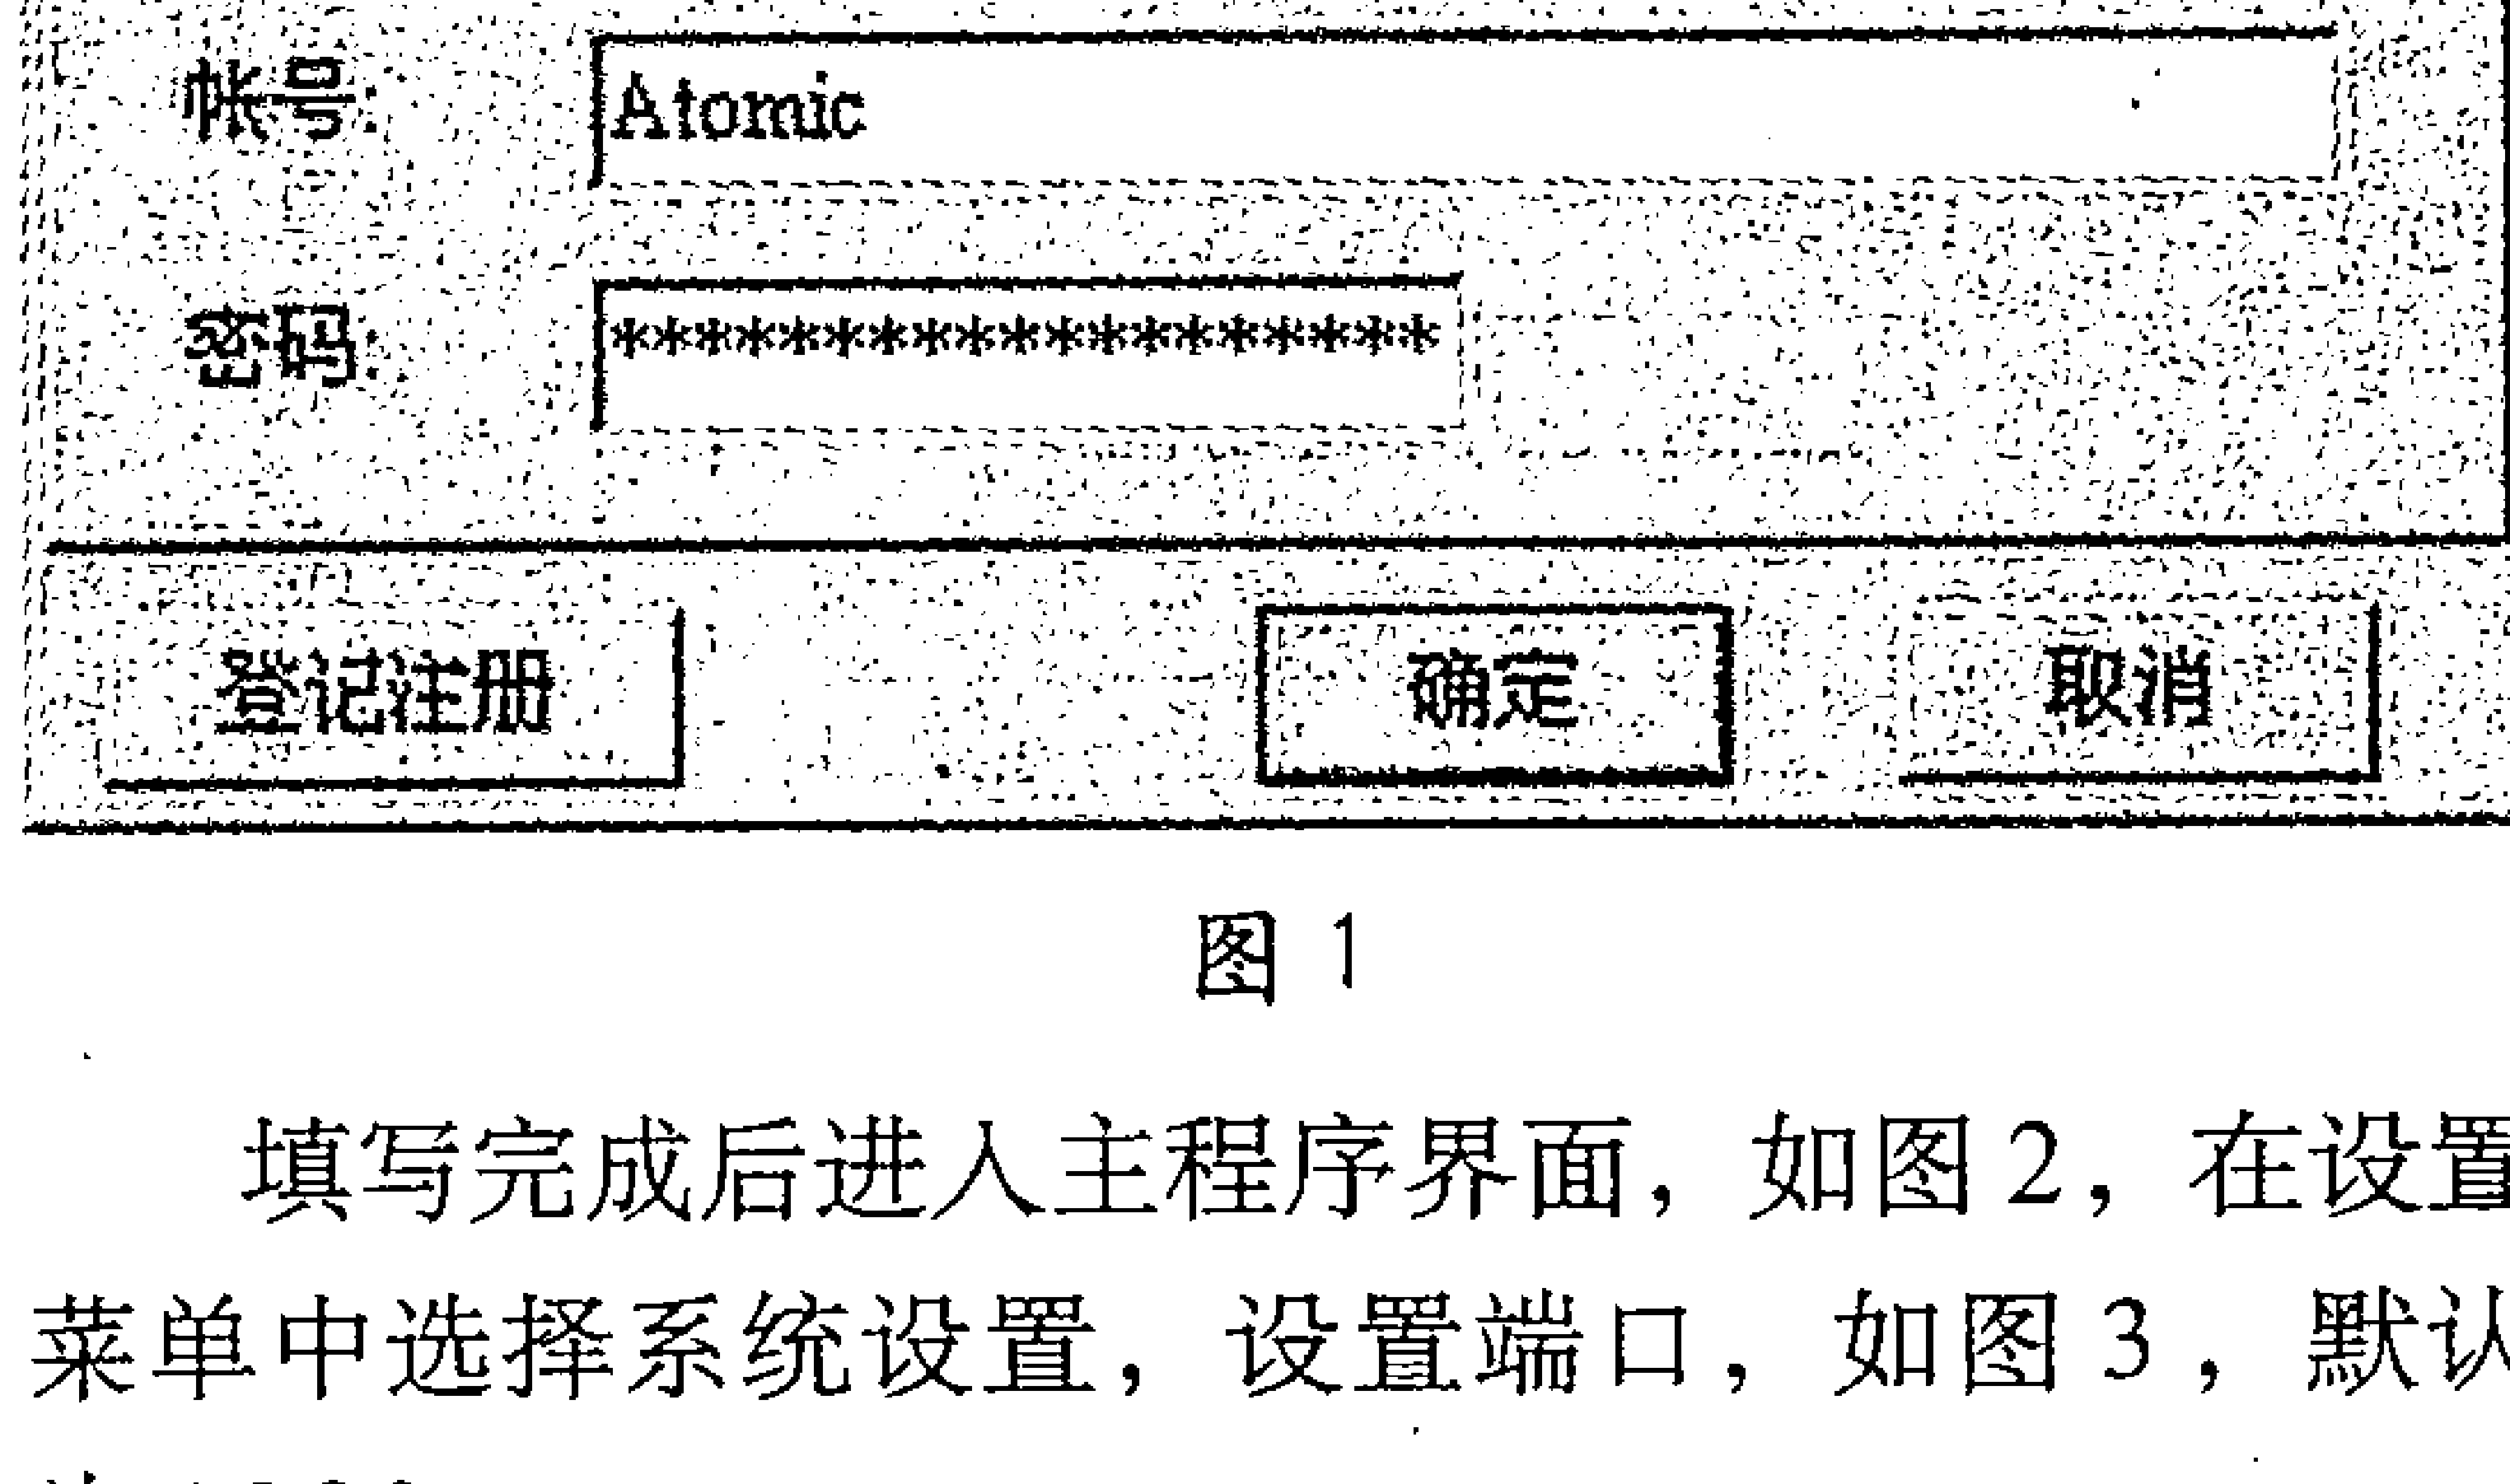 帐号: Atomic
密码: *******************
登记注册 确定 取消
图 1
填写完成后进入主程序界面，如图2，在设置
菜单中选择系统设置，设置端口，如图3，默认